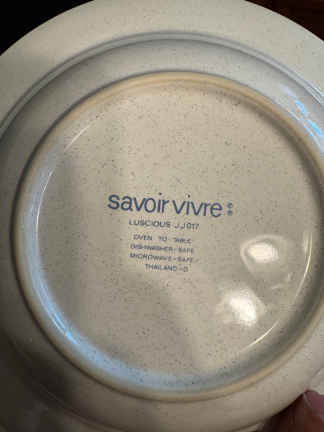 savoir vivre ©®
LUSCIOUS JJ017
OVEN TO TABLE
DISHWASHER-SAFE
MICROWAVE-SAFE
THAILAND-D